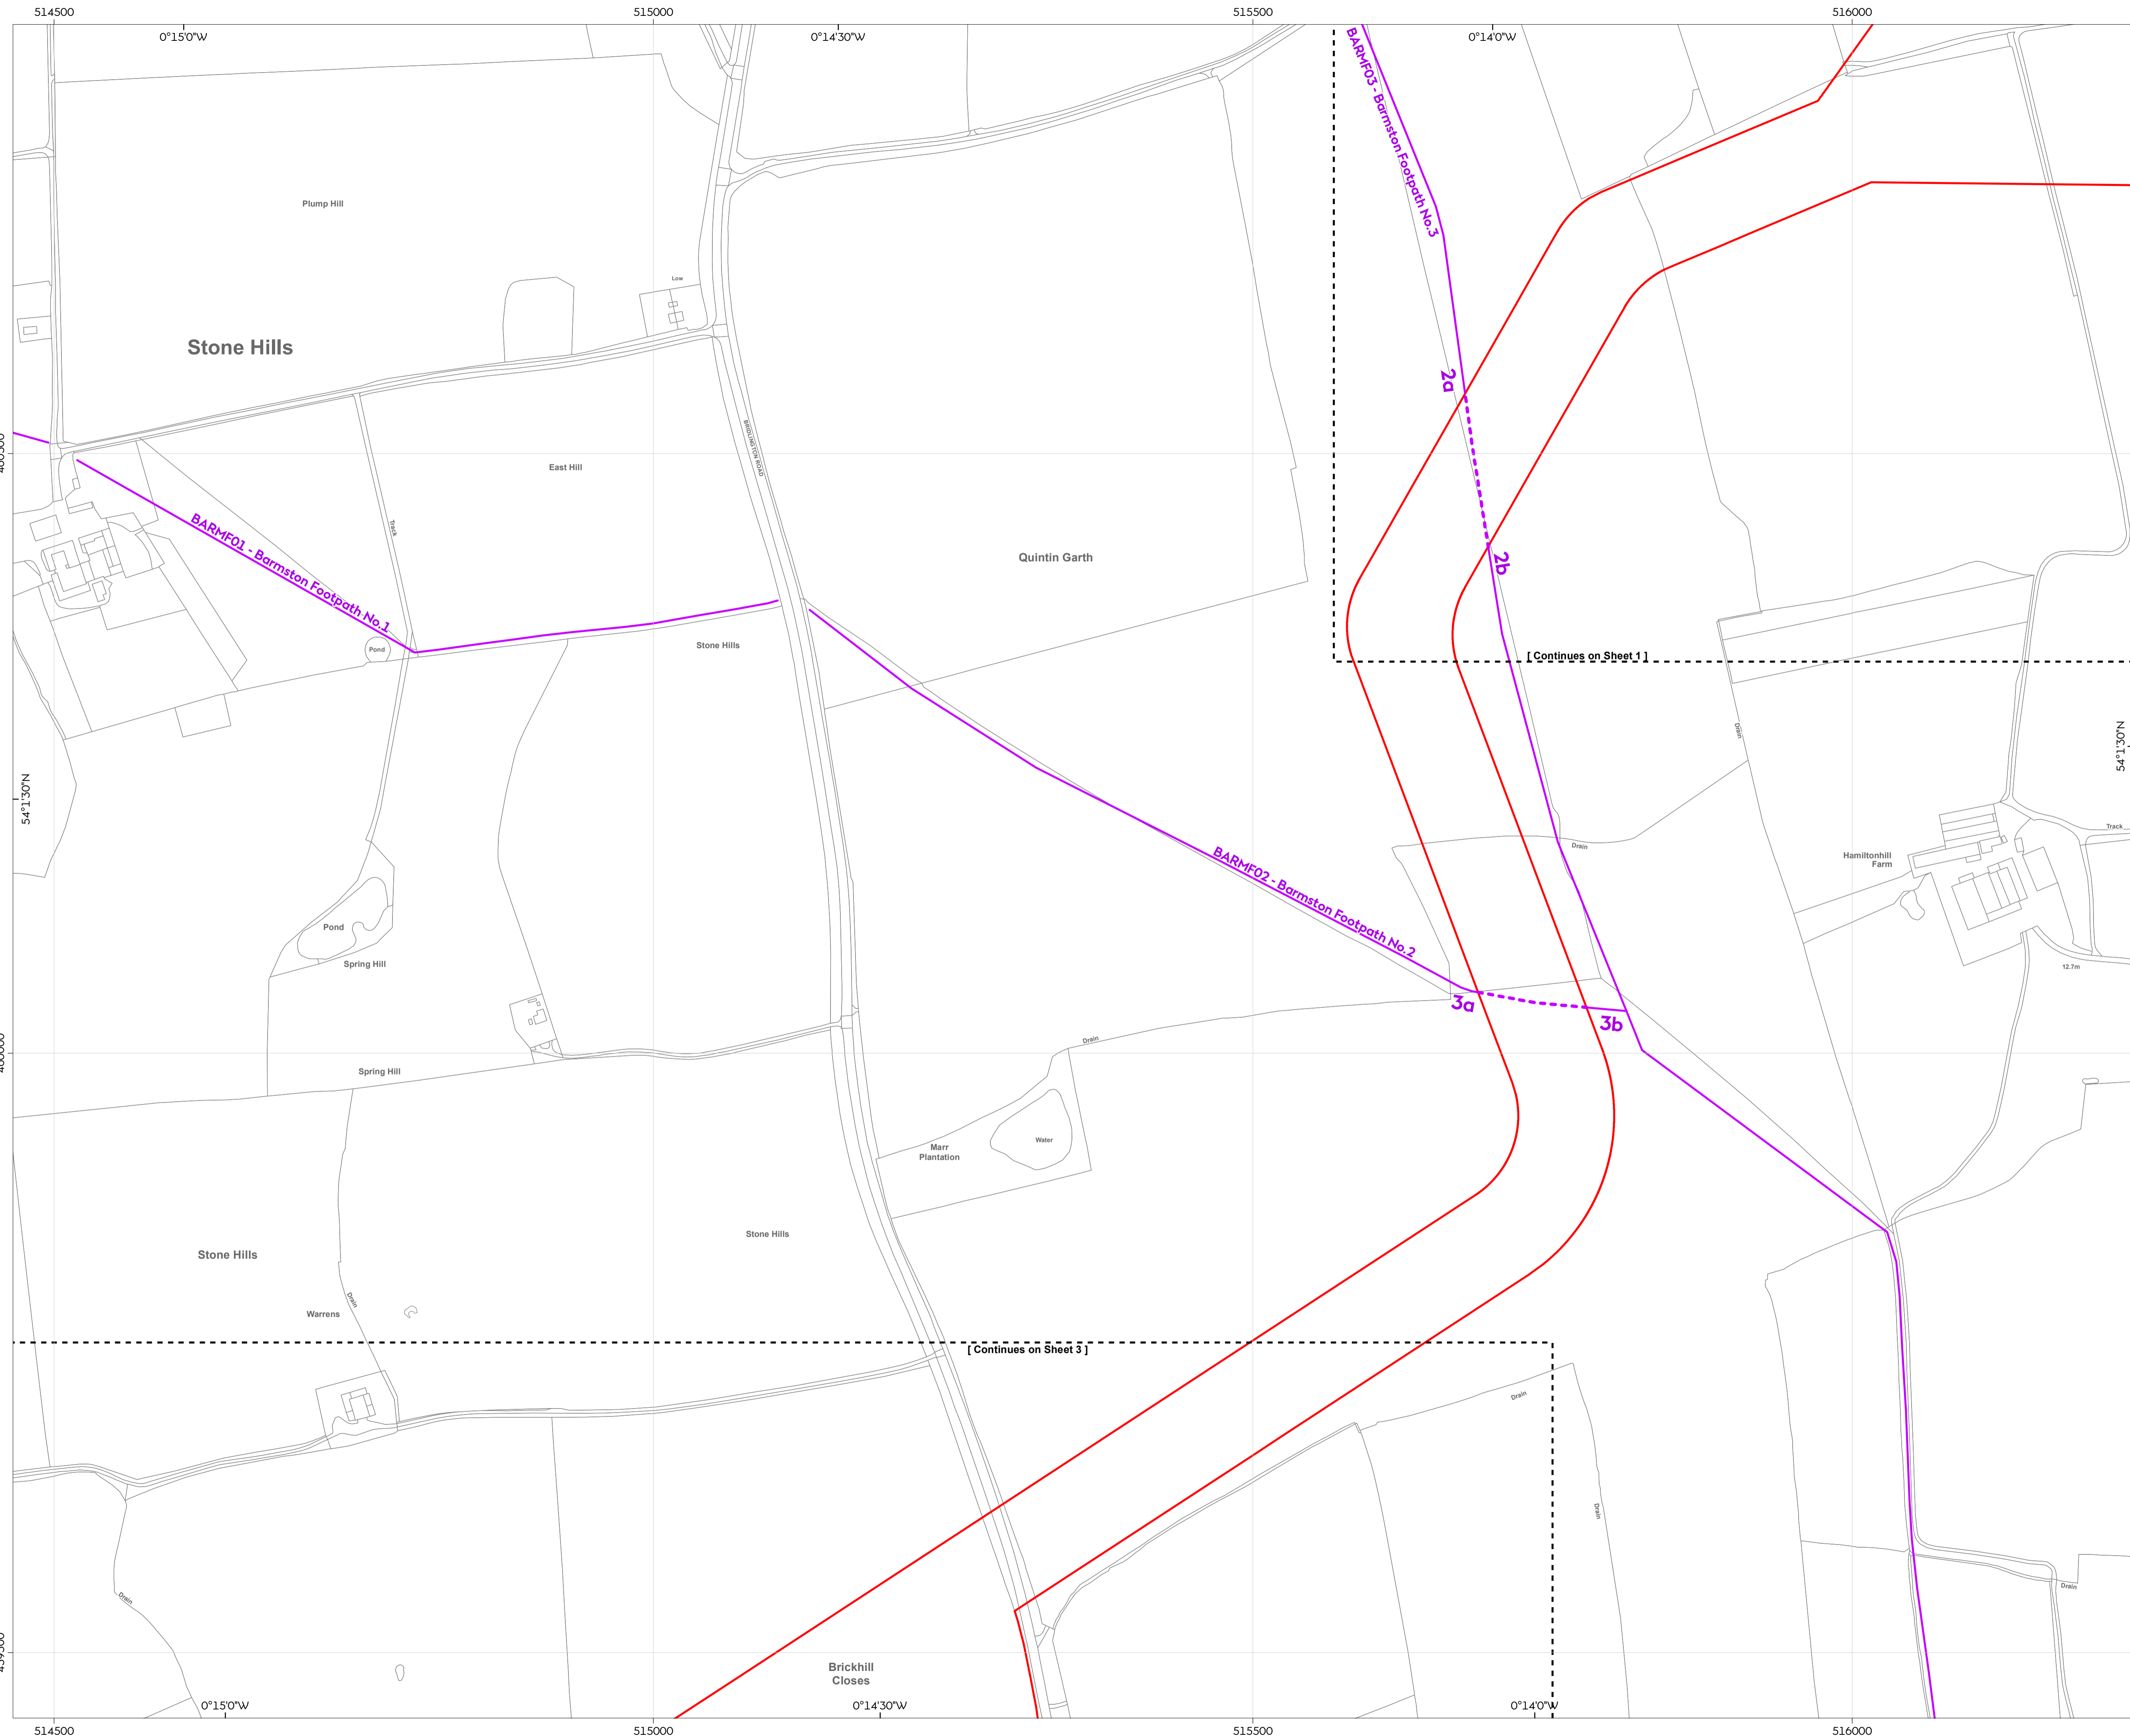 514500
515000
515500
516000
0°15'0"W
0°14'30"W
0°14'0"W
BARMF03 - Barmston Footpath No.3
Plump Hill
Low
Stone Hills
2a
BRIDLINGTON ROAD
East Hill
Track
BARMF01 - Barmston Footpath No.1
Quintin Garth
2b
Pond
Stone Hills
[ Continues on Sheet 1 ]
Drain
54°1'30"N
54°1'30"N
Track
Drain
Hamiltonhill
Farm
BARMF02 - Barmston Footpath No.2
Pond
Spring Hill
12.7m
3a
3b
Drain
Spring Hill
Water
Marr
Plantation
Stone Hills
Stone Hills
Drain
Warrens
[ Continues on Sheet 3 ]
Drain
Drain
Drain
Drain
Brickhill
Closes
0°15'0"W
0°14'30"W
0°14'0"W
514500
515000
515500
516000